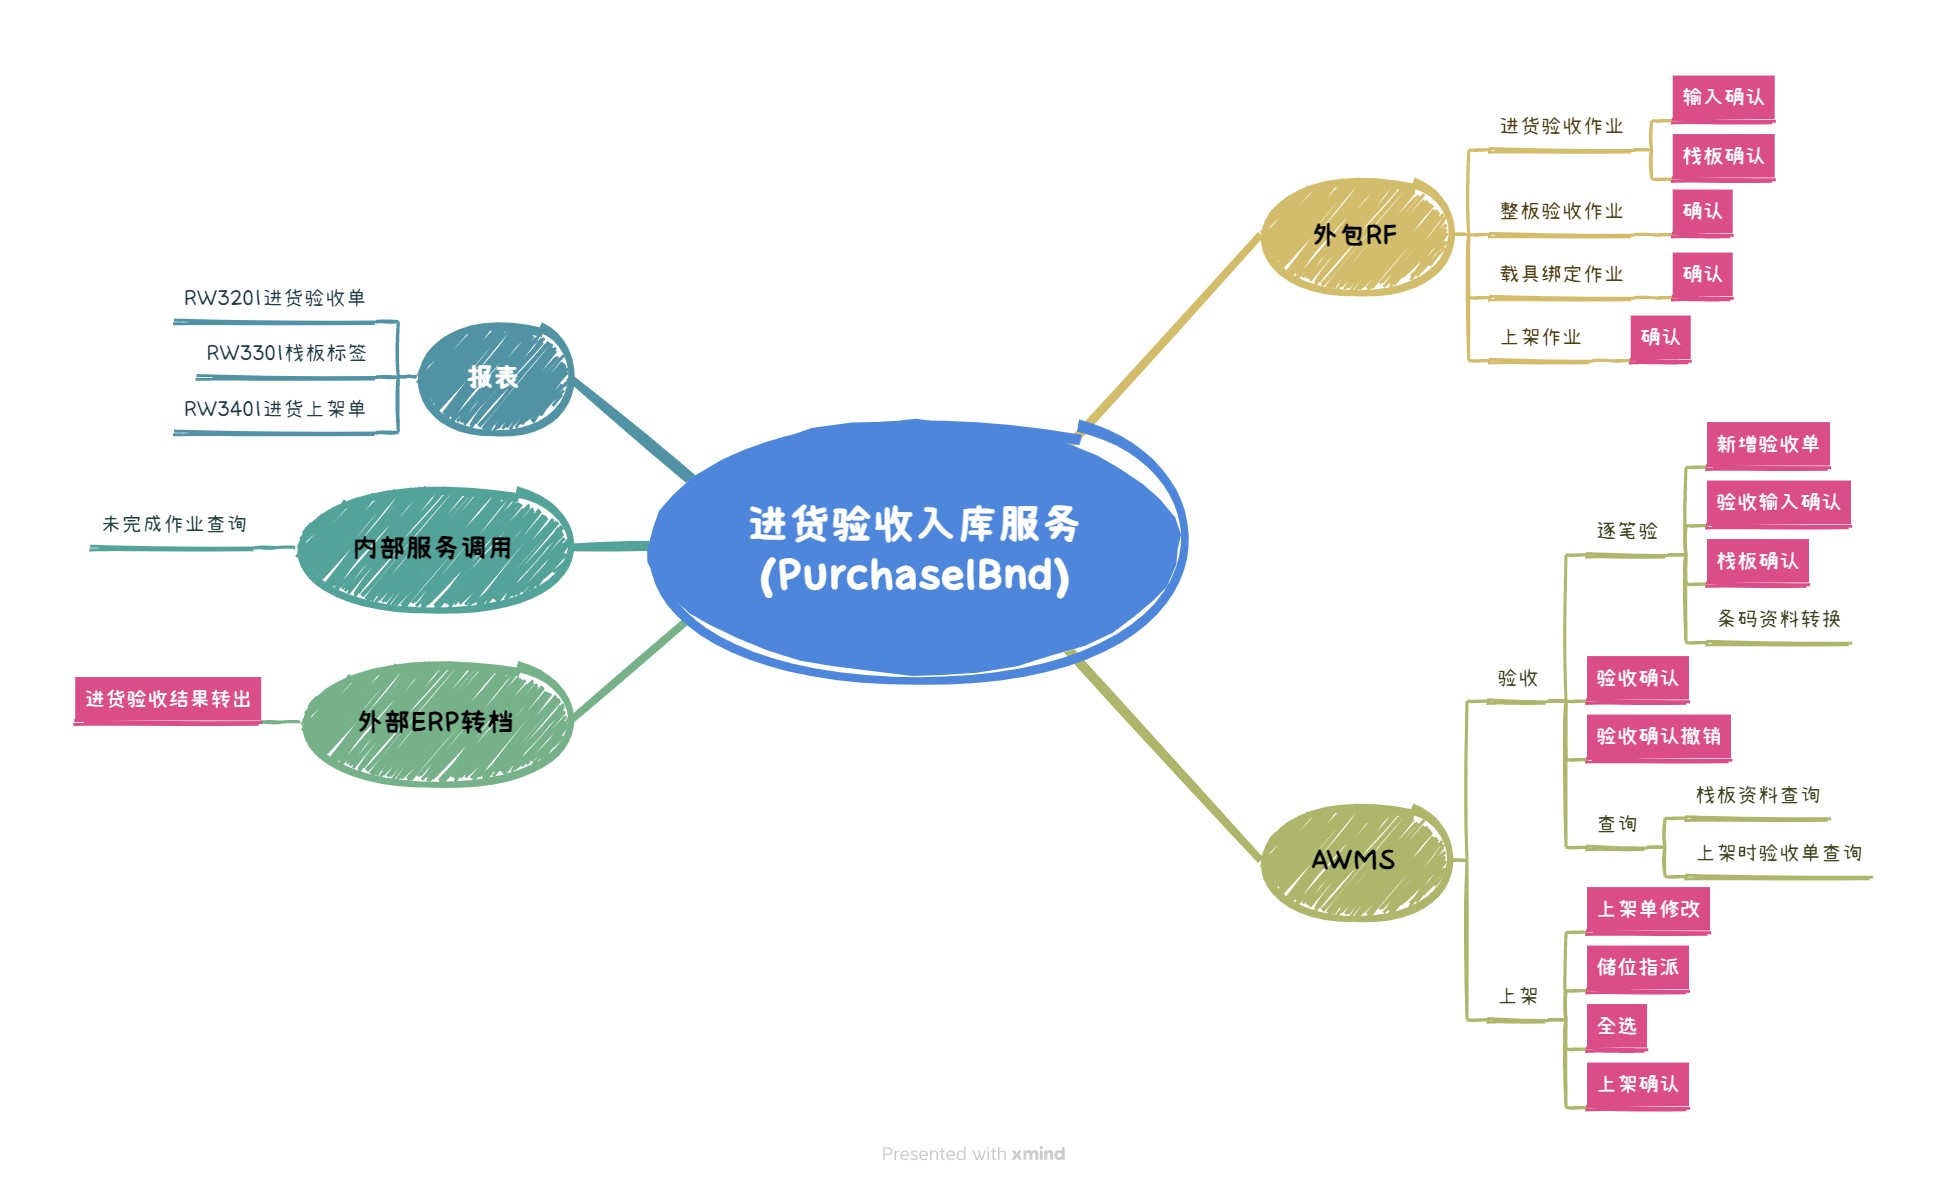 进货验收入库服务
(PurchaseIBnd)
外包RF
进货验收作业
输入确认
栈板确认
整板验收作业
确认
载具绑定作业
确认
上架作业
确认
AWMS
验收
逐笔验
新增验收单
验收输入确认
栈板确认
条码资料转换
验收确认
验收确认撤销
查询
栈板资料查询
上架时验收单查询
上架
上架单修改
储位指派
全选
上架确认
报表
RW320I进货验收单
RW330I栈板标签
RW340I进货上架单
内部服务调用
未完成作业查询
外部ERP转档
进货验收结果转出
Presented with xmind